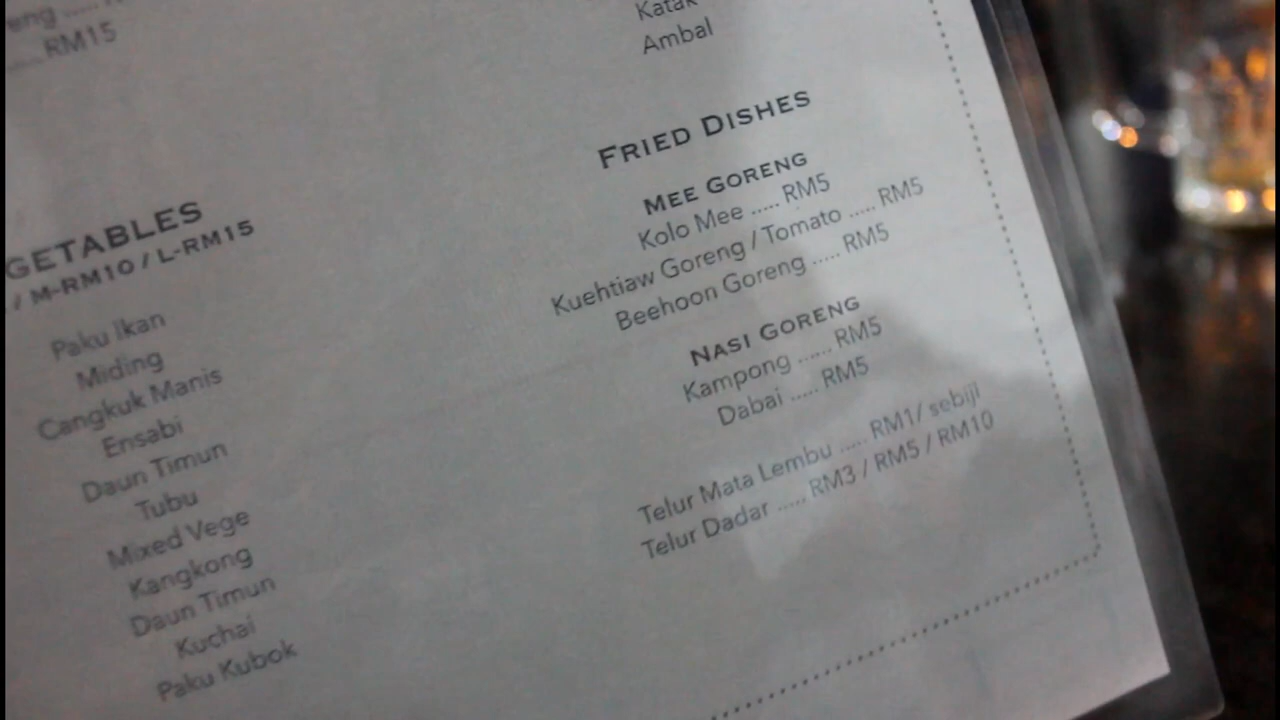 RM15
GETABLES
/ M-RM10 / L-RM15
Paku Ikan
Miding
Cangkuk Manis
Ensabi
Daun Timun
Tubu
Mixed Vege
Kangkong
Daun Timun
Kuchai
Paku Kubok
Katak
Ambal
FRIED DISHES
MEE GORENG
Kolo Mee ..... RM5
Kuehtiaw Goreng / Tomato ..... RM5
Beehoon Goreng ..... RM5
NASI GORENG
Kampong ...... RM5
Dabai ..... RM5
Telur Mata Lembu ..... RM1/ sebiji
Telur Dadar ..... RM3 / RM5 / RM10